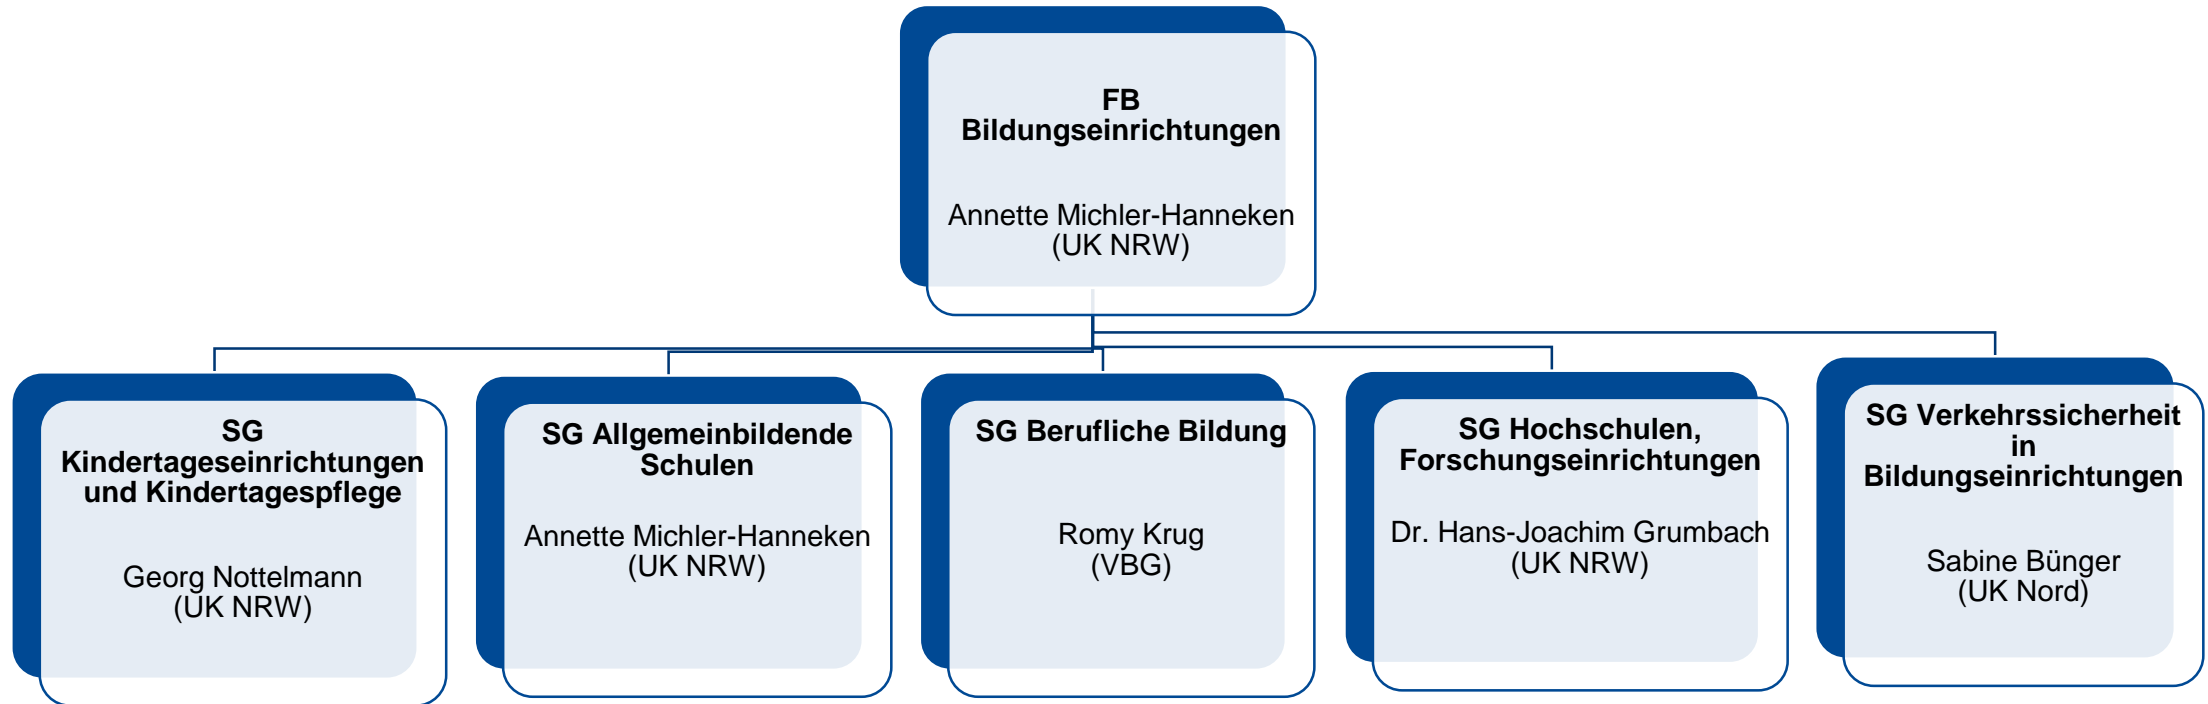 FB
Bildungseinrichtungen
Annette Michler-Hanneken
(UK NRW)
SG
Kindertageseinrichtungen
und Kindertagespflege
Georg Nottelmann
(UK NRW)
SG Allgemeinbildende
Schulen
Annette Michler-Hanneken
(UK NRW)
SG Berufliche Bildung
Romy Krug
(VBG)
SG Hochschulen,
Forschungseinrichtungen
Dr. Hans-Joachim Grumbach
(UK NRW)
SG Verkehrssicherheit
in
Bildungseinrichtungen
Sabine Bünger
(UK Nord)